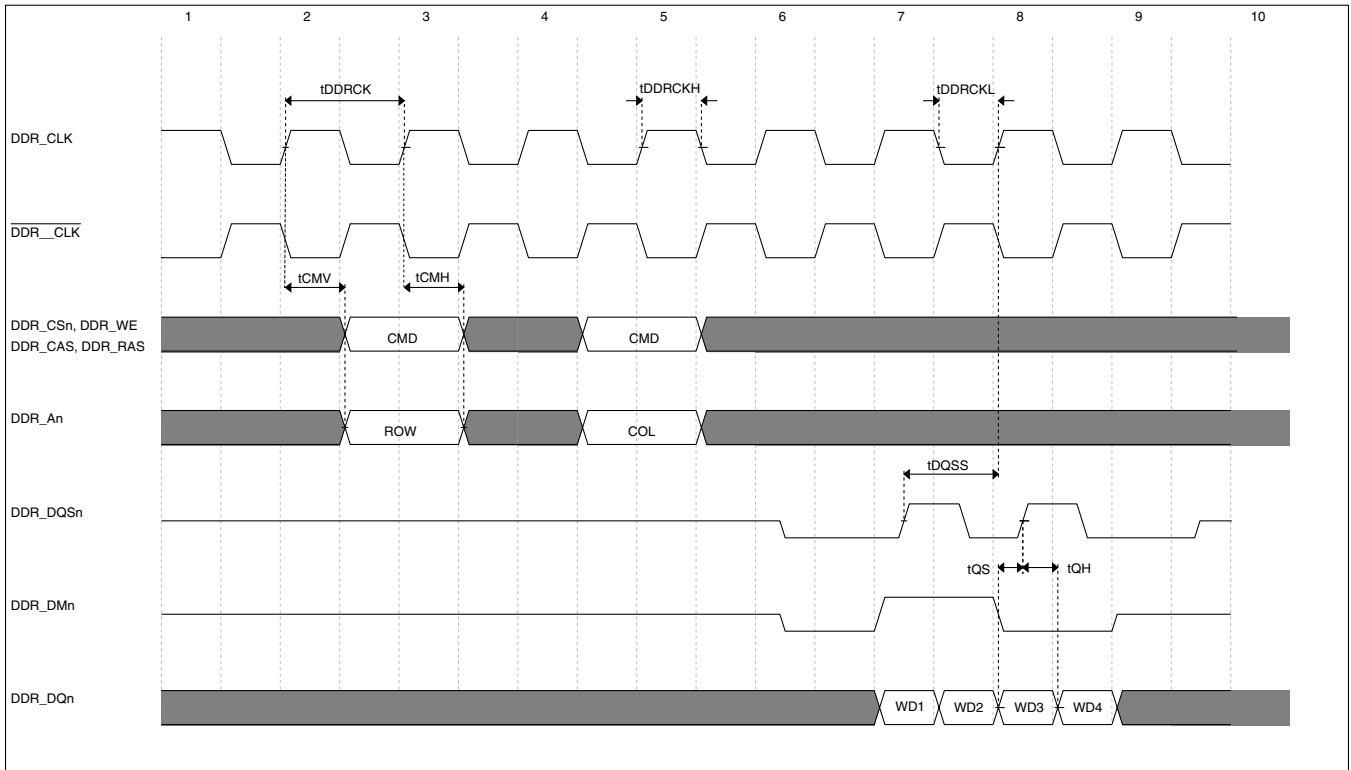 1 2 3 4 5 6 7 8 9 10
tDDRCK tDDRCKH tDDRCKL
DDR_CLK
DDR__CLK
tCMV tCMH
DDR_CSn, DDR_WE
DDR_CAS, DDR_RAS
CMD CMD
DDR_An
ROW COL
tDQSS
DDR_DQSn
tQS tQH
DDR_DMn
DDR_DQn
WD1 WD2 WD3 WD4